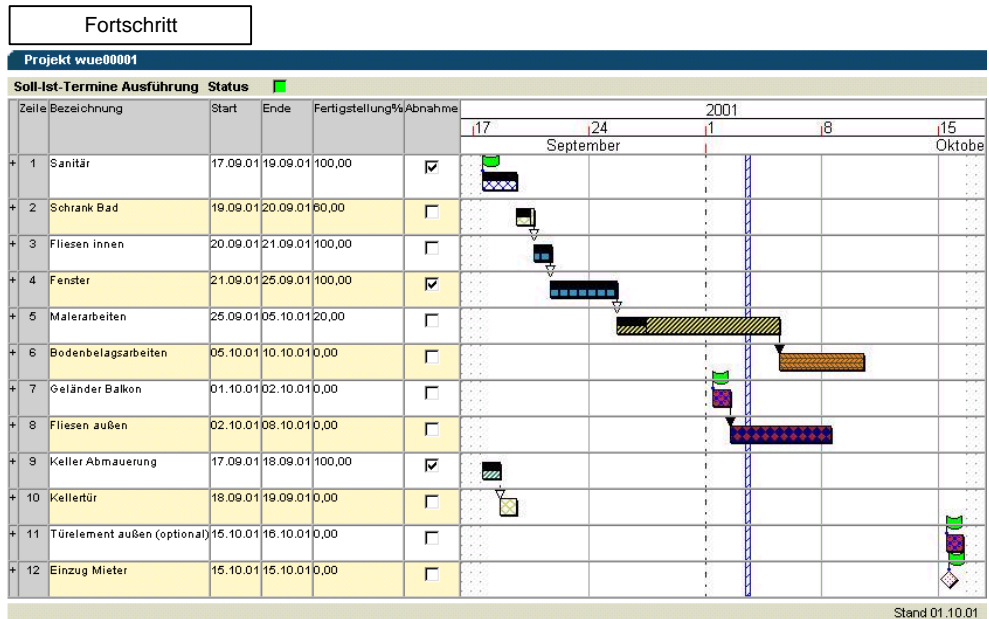 Fortschritt
Projekt wue00001
Soll-Ist-Termine Ausführung Status
Zeile Bezeichnung Start Ende Fertigstellung% Abnahme 2001
17 24 1 8 15
September Oktobe
+ 1 Sanitär 17.09.01 19.09.01 100,00
+ 2 Schrank Bad 19.09.01 20.09.01 60,00
+ 3 Fliesen innen 20.09.01 21.09.01 100,00
+ 4 Fenster 21.09.01 25.09.01 100,00
+ 5 Malerarbeiten 25.09.01 05.10.01 20,00
+ 6 Bodenbelagsarbeiten 05.10.01 10.10.01 0,00
+ 7 Geländer Balkon 01.10.01 02.10.01 0,00
+ 8 Fliesen außen 02.10.01 08.10.01 0,00
+ 9 Keller Abmauerung 17.09.01 18.09.01 100,00
+ 10 Kellertür 18.09.01 19.09.01 0,00
+ 11 Türelement außen (optional) 15.10.01 16.10.01 0,00
+ 12 Einzug Mieter 15.10.01 15.10.01 0,00
Stand 01.10.01